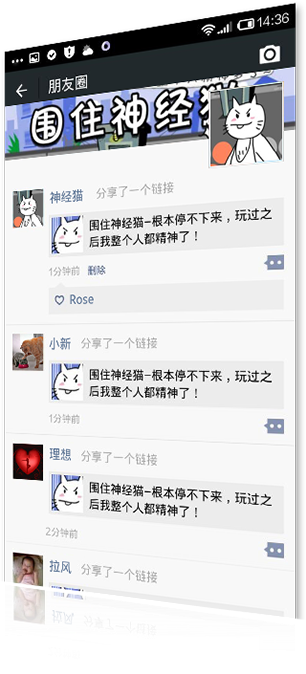 14:36
朋友圈
围住神经猫
神经猫 分享了一个链接
围住神经猫-根本停不下来，玩过之
后我整个人都精神了！
1分钟前 删除
Rose
小新 分享了一个链接
围住神经猫-根本停不下来，玩过之
后我整个人都精神了！
1分钟前
理想 分享了一个链接
围住神经猫-根本停不下来，玩过之
后我整个人都精神了！
2分钟前
拉风 分享了一个链接